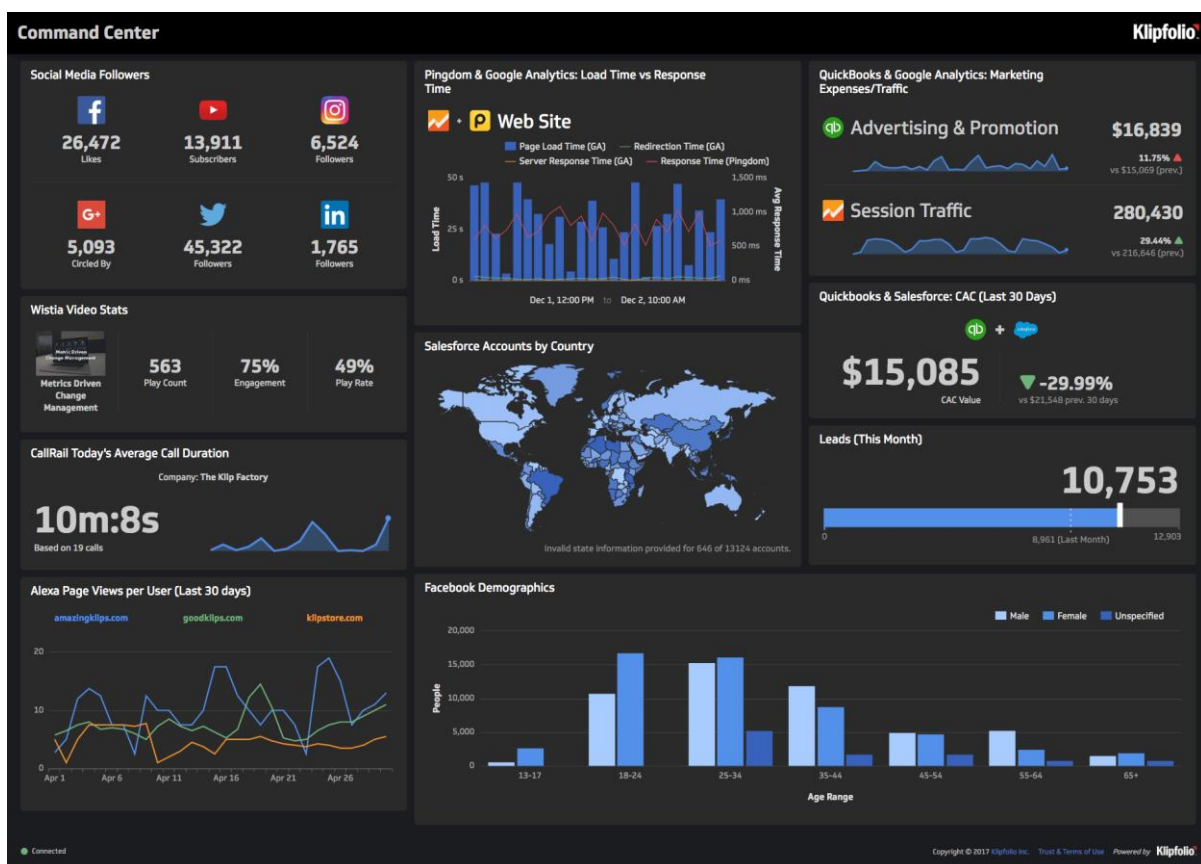 Command Center
Klipfolio
Social Media Followers
26,472
Likes
13,911
Subscribers
6,524
Followers
G+
5,093
Circled By
45,322
Followers
in
1,765
Followers
Wistia Video Stats
Metric Driven
Change Management
Metrics Driven
Change
Management
563
Play Count
75%
Engagement
49%
Play Rate
CallRail Today's Average Call Duration
Company: The Klip Factory
10m:8s
Based on 19 calls
Alexa Page Views per User (Last 30 days)
amazingklips.com goodklips.com klipstore.com
20
10
0
Apr 1 Apr 6 Apr 11 Apr 16 Apr 21 Apr 26
Pingdom & Google Analytics: Load Time vs Response
Time
+ Web Site
Page Load Time (GA) Redirection Time (GA)
Server Response Time (GA) Response Time (Pingdom)
50 s 1,500 ms
25 s 1,000 ms
500 ms
0 s 0 ms
Load Time
Avg Response Time
Dec 1, 12:00 PM to Dec 2, 10:00 AM
Salesforce Accounts by Country
Invalid state information provided for 646 of 13124 accounts.
QuickBooks & Google Analytics: Marketing
Expenses/Traffic
qb Advertising & Promotion $16,839
11.75%
vs $15,069 (prev.)
Session Traffic 280,430
29.44%
vs 216,646 (prev.)
Quickbooks & Salesforce: CAC (Last 30 Days)
qb + salesforce
$15,085
CAC Value
-29.99%
vs $21,548 prev. 30 days
Leads (This Month)
10,753
0 8,961 (Last Month) 12,903
Facebook Demographics
Male Female Unspecified
20,000
15,000
10,000
5,000
0
People
13-17 18-24 25-34 35-44 45-54 55-64 65+
Age Range
Connected
Copyright © 2017 Klipfolio Inc. Trust & Terms of Use Powered by Klipfolio